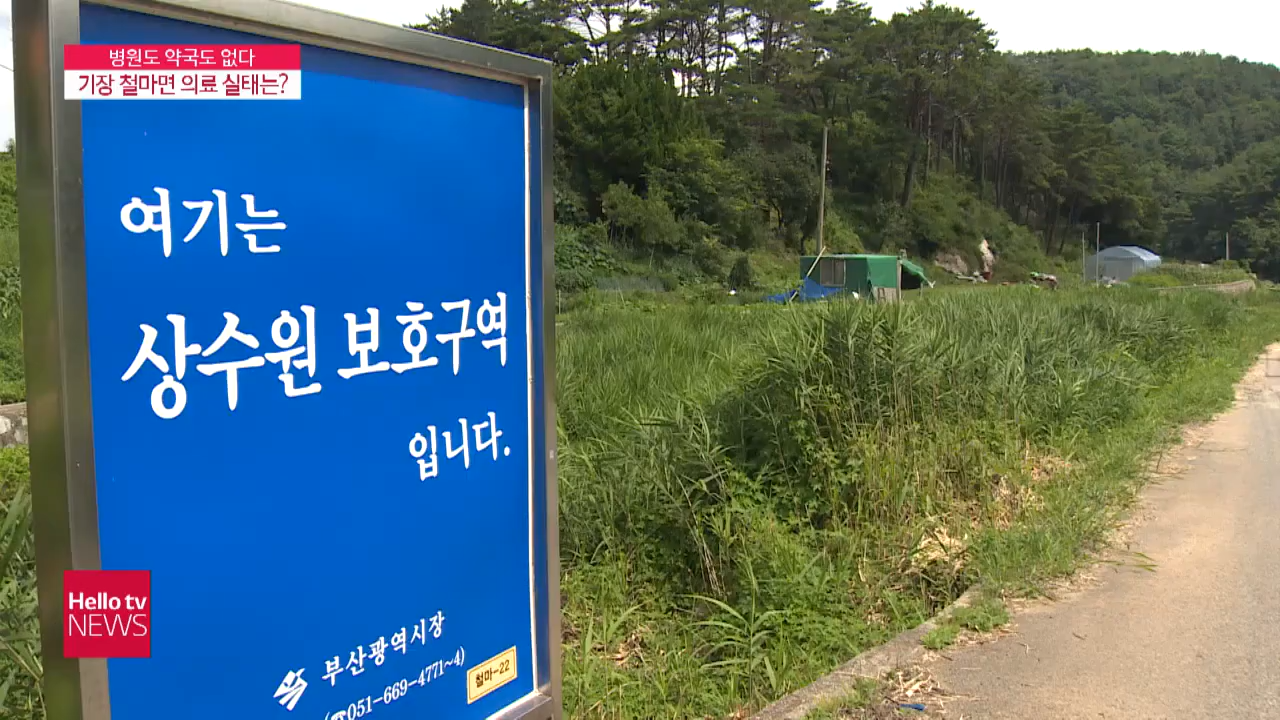 병원도 약국도 없다
기장 철마면 의료 실태는?
여기는
상수원 보호구역
입니다.
부산광역시장
(☎051-669-4771~4)
철마-22
Hello tv
NEWS